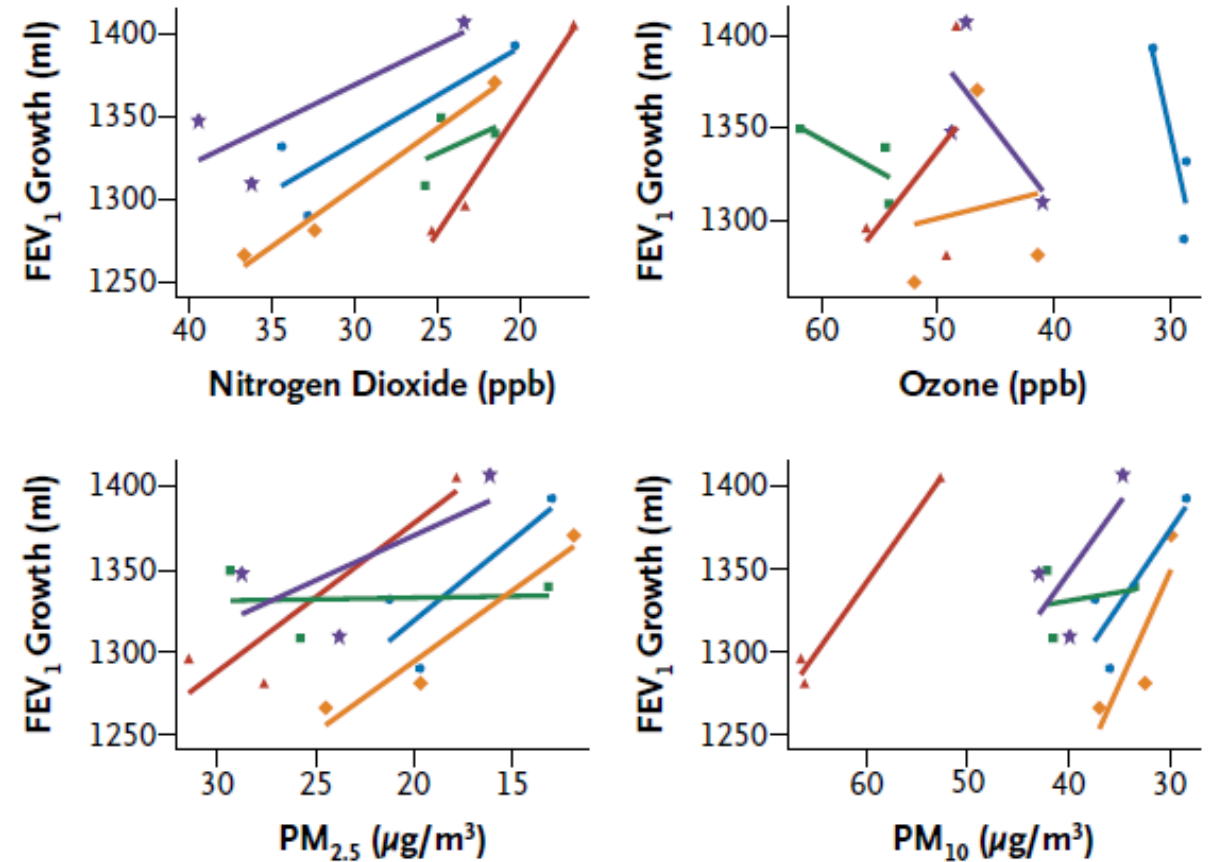 FEV₁ Growth (ml)
1400
1350
1300
1250
40 35 30 25 20
Nitrogen Dioxide (ppb)
FEV₁ Growth (ml)
1400
1350
1300
60 50 40 30
Ozone (ppb)
FEV₁ Growth (ml)
1400
1350
1300
1250
30 25 20 15
PM₂.₅ (µg/m³)
FEV₁ Growth (ml)
1400
1350
1300
1250
60 50 40 30
PM₁₀ (µg/m³)